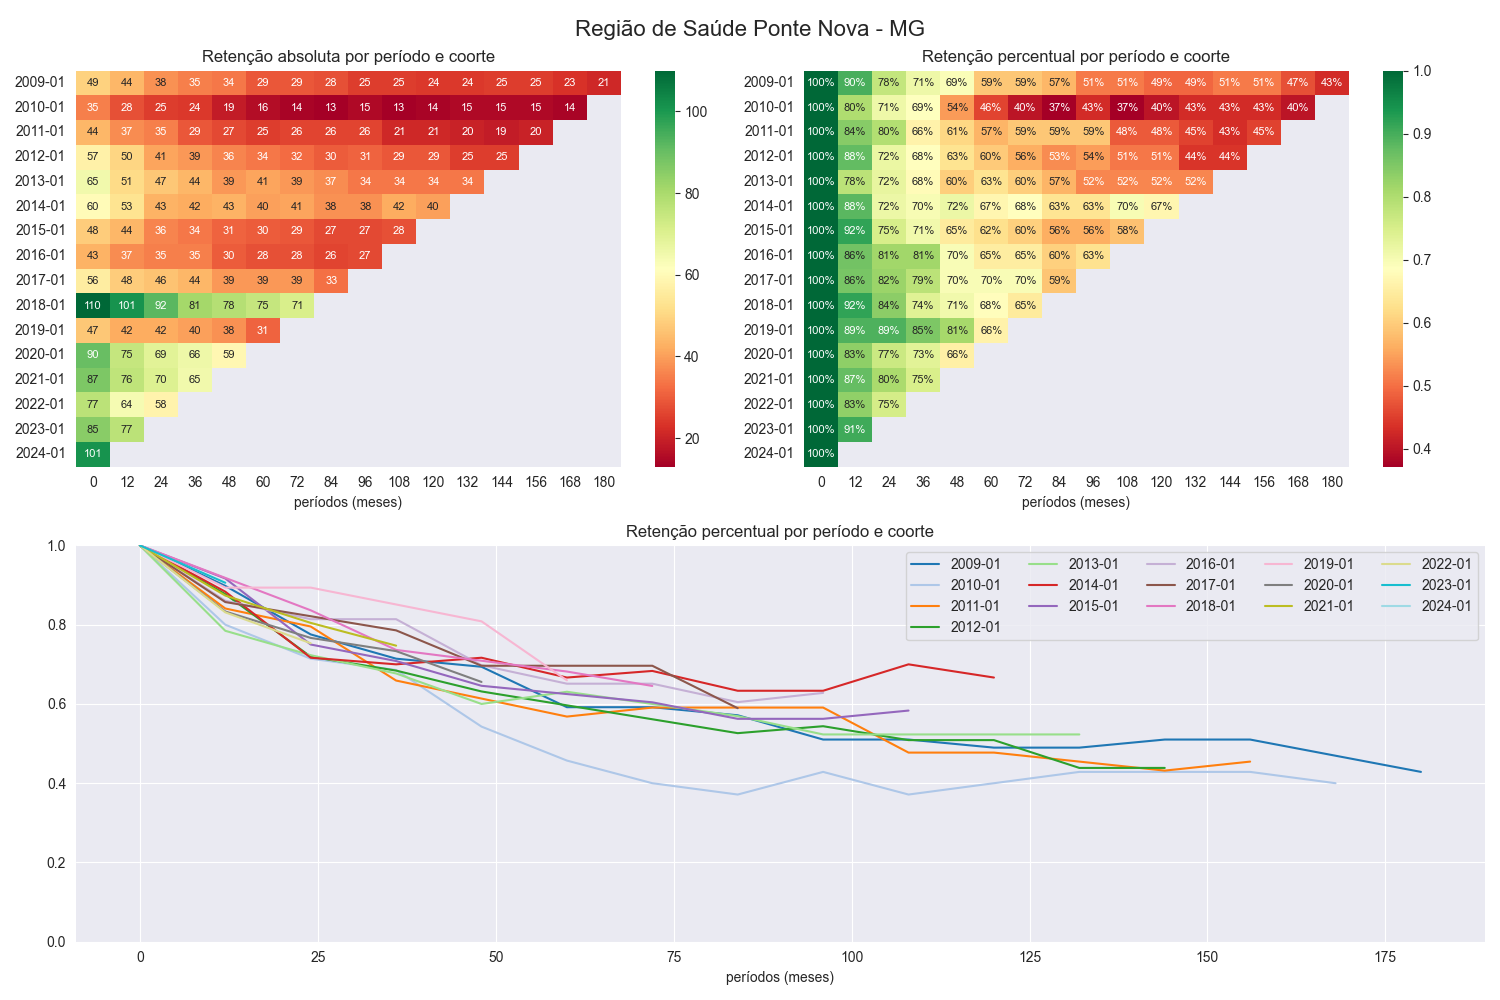 Região de Saúde Ponte Nova - MG
Retenção absoluta por período e coorte
2009-01 49 44 38 35 34 29 29 28 25 25 24 24 25 25 23 21
2010-01 35 28 25 24 19 16 14 13 15 13 14 15 15 15 14
2011-01 44 37 35 29 27 25 26 26 26 21 21 20 19 20
2012-01 57 50 41 39 36 34 32 30 31 29 29 25 25
2013-01 65 51 47 44 39 41 39 37 34 34 34 34
2014-01 60 53 43 42 43 40 41 38 38 42 40
2015-01 48 44 36 34 31 30 29 27 27 28
2016-01 43 37 35 35 30 28 28 26 27
2017-01 56 48 46 44 39 39 39 33
2018-01 110 101 92 81 78 75 71
2019-01 47 42 42 40 38 31
2020-01 90 75 69 66 59
2021-01 87 76 70 65
2022-01 77 64 58
2023-01 85 77
2024-01 101
0 12 24 36 48 60 72 84 96 108 120 132 144 156 168 180
períodos (meses)
100
80
60
40
20
Retenção percentual por período e coorte
2009-01 100% 90% 78% 71% 69% 59% 59% 57% 51% 51% 49% 49% 51% 51% 47% 43%
2010-01 100% 80% 71% 69% 54% 46% 40% 37% 43% 37% 40% 43% 43% 43% 40%
2011-01 100% 84% 80% 66% 61% 57% 59% 59% 59% 48% 48% 45% 43% 45%
2012-01 100% 88% 72% 68% 63% 60% 56% 53% 54% 51% 51% 44% 44%
2013-01 100% 78% 72% 68% 60% 63% 60% 57% 52% 52% 52% 52%
2014-01 100% 88% 72% 70% 72% 67% 68% 63% 63% 70% 67%
2015-01 100% 92% 75% 71% 65% 62% 60% 56% 56% 58%
2016-01 100% 86% 81% 81% 70% 65% 65% 60% 63%
2017-01 100% 86% 82% 79% 70% 70% 70% 59%
2018-01 100% 92% 84% 74% 71% 68% 65%
2019-01 100% 89% 89% 85% 81% 66%
2020-01 100% 83% 77% 73% 66%
2021-01 100% 87% 80% 75%
2022-01 100% 83% 75%
2023-01 100% 91%
2024-01 100%
0 12 24 36 48 60 72 84 96 108 120 132 144 156 168 180
períodos (meses)
1.0
0.9
0.8
0.7
0.6
0.5
0.4
Retenção percentual por período e coorte
2009-01 2013-01 2016-01 2019-01 2022-01
2010-01 2014-01 2017-01 2020-01 2023-01
2011-01 2015-01 2018-01 2021-01 2024-01
2012-01
1.0
0.8
0.6
0.4
0.2
0.0
0 25 50 75 100 125 150 175
períodos (meses)